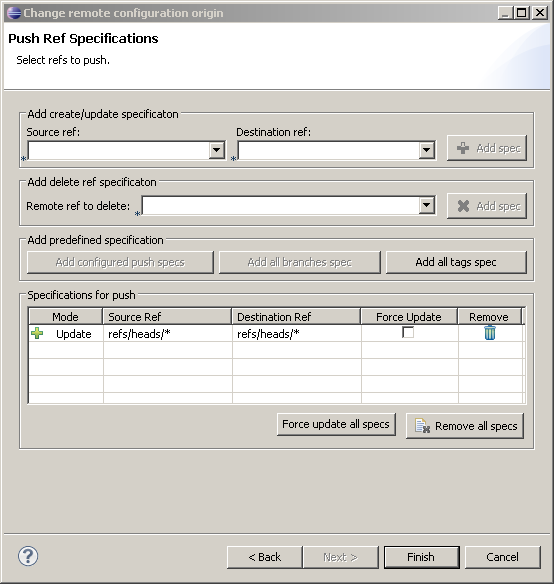 Change remote configuration origin
Push Ref Specifications
Select refs to push.
Add create/update specificaton
Source ref: Destination ref:
* * Add spec
Add delete ref specificaton
Remote ref to delete: * Add spec
Add predefined specification
Add configured push specs Add all branches spec Add all tags spec
Specifications for push
Mode Source Ref Destination Ref Force Update Remove
Update refs/heads/* refs/heads/*
Force update all specs Remove all specs
? < Back Next > Finish Cancel